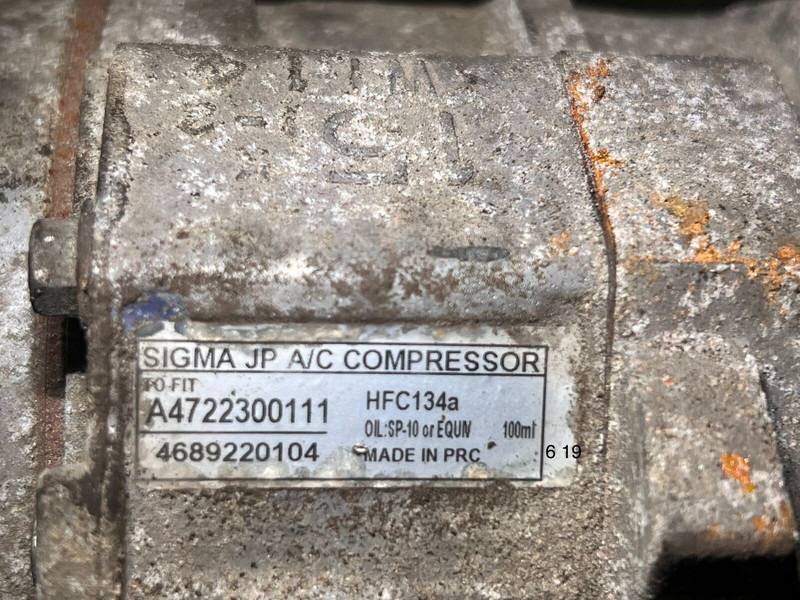 SIGMA JP A/C COMPRESSOR
TO FIT
A4722300111
HFC134a
OIL:SP-10 or EQUIV 100ml
4689220104
MADE IN PRC
6 19